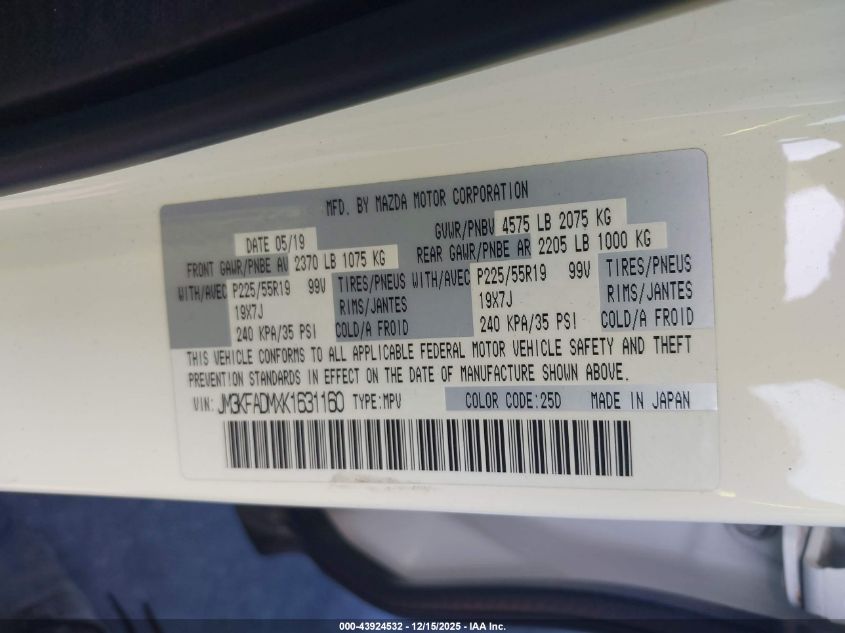 MFD. BY MAZDA MOTOR CORPORATION
DATE 05/19 GVWR/PNBV 4575 LB 2075 KG
FRONT GAWR/PNBE AV 2370 LB 1075 KG REAR GAWR/PNBE AR 2205 LB 1000 KG
WITH/AVEC P225/55R19 99V TIRES/PNEUS WITH/AVEC P225/55R19 99V TIRES/PNEUS
19X7J RIMS/JANTES 19X7J RIMS/JANTES
240 KPA/35 PSI COLD/A FROID 240 KPA/35 PSI COLD/A FROID
THIS VEHICLE CONFORMS TO ALL APPLICABLE FEDERAL MOTOR VEHICLE SAFETY AND THEFT
PREVENTION STANDARDS IN EFFECT ON THE DATE OF MANUFACTURE SHOWN ABOVE.
VIN: JM3KFADMXK1631160 TYPE:MPV COLOR CODE:25D MADE IN JAPAN
000-43924532 - 12/15/2025 - IAA Inc.